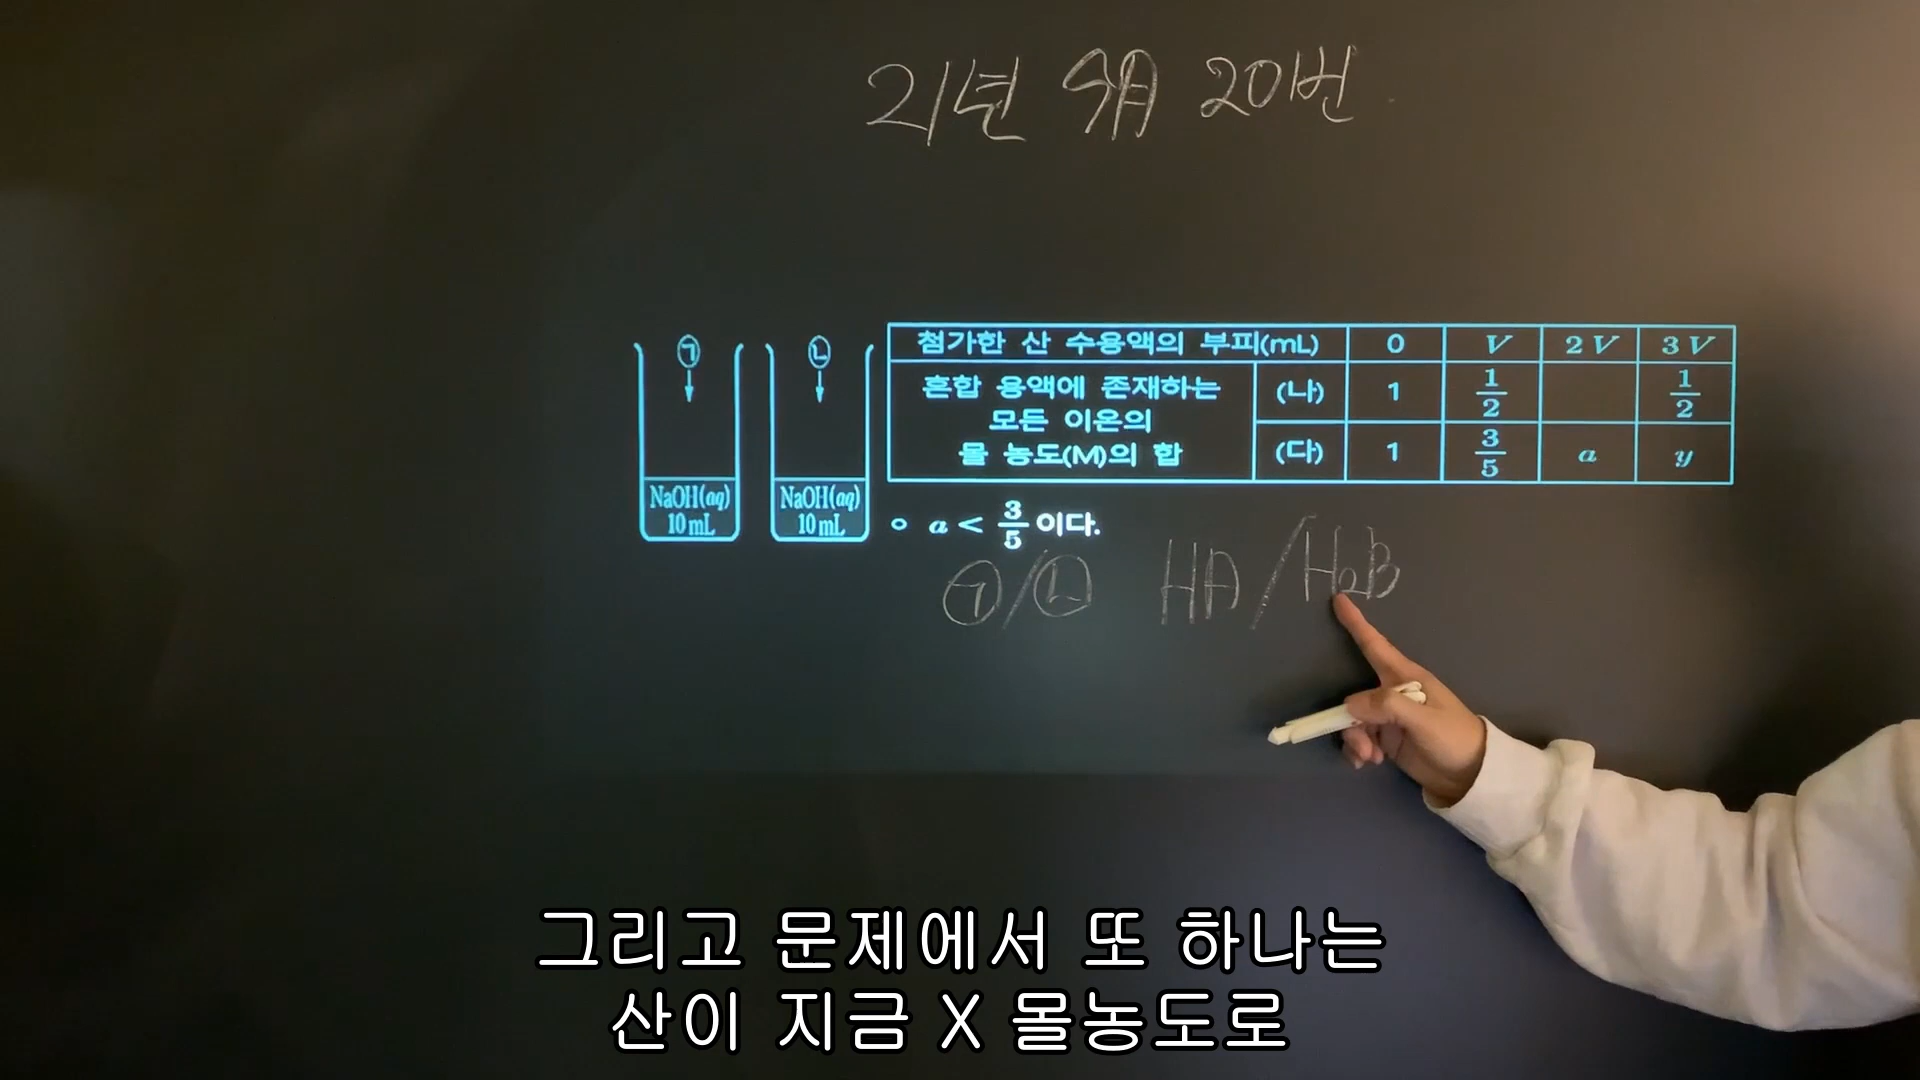 21년 9月 20번
㉠
㉡
NaOH(aq)
10 mL
NaOH(aq)
10 mL
첨가한 산 수용액의 부피(mL) 0 V 2V 3V
혼합 용액에 존재하는
모든 이온의
몰 농도(M)의 합
(나) 1 1/2 1/2
(다) 1 3/5 a y
○ a < 3/5 이다.
㉠/㉡ HA/H₂B
그리고 문제에서 또 하나는
산이 지금 X 몰농도로